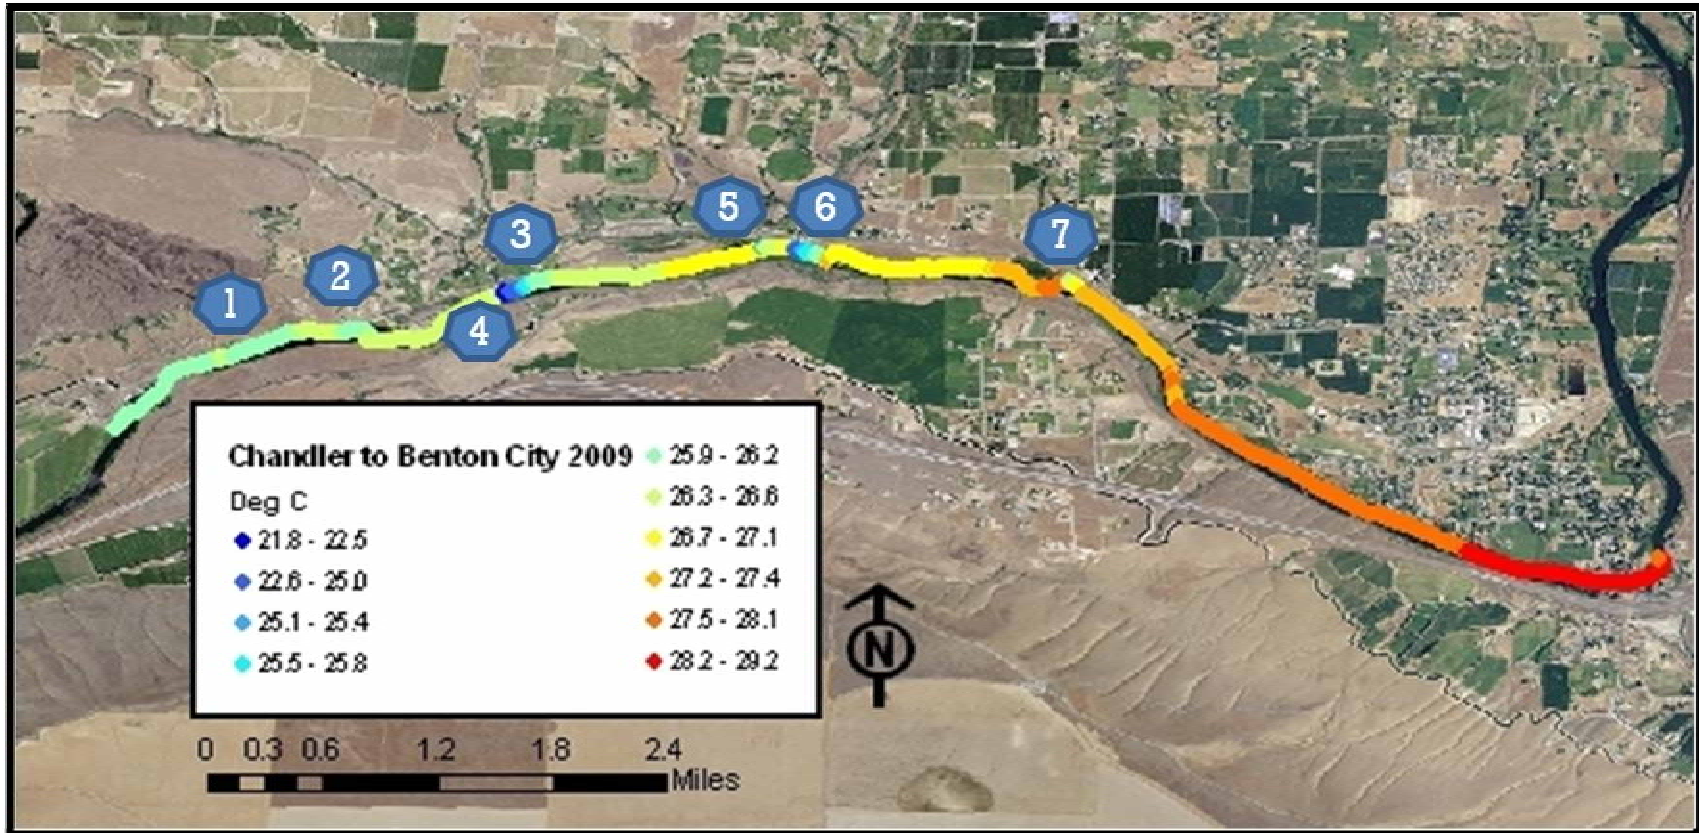 5
6
3
7
2
1
4
Chandler to Benton City 2009
Deg C
21.8 - 22.5
22.6 - 25.0
25.1 - 25.4
25.5 - 25.8
25.9 - 26.2
26.3 - 26.6
26.7 - 27.1
27.2 - 27.4
27.5 - 28.1
28.2 - 29.2
N
0 0.3 0.6 1.2 1.8 2.4
Miles